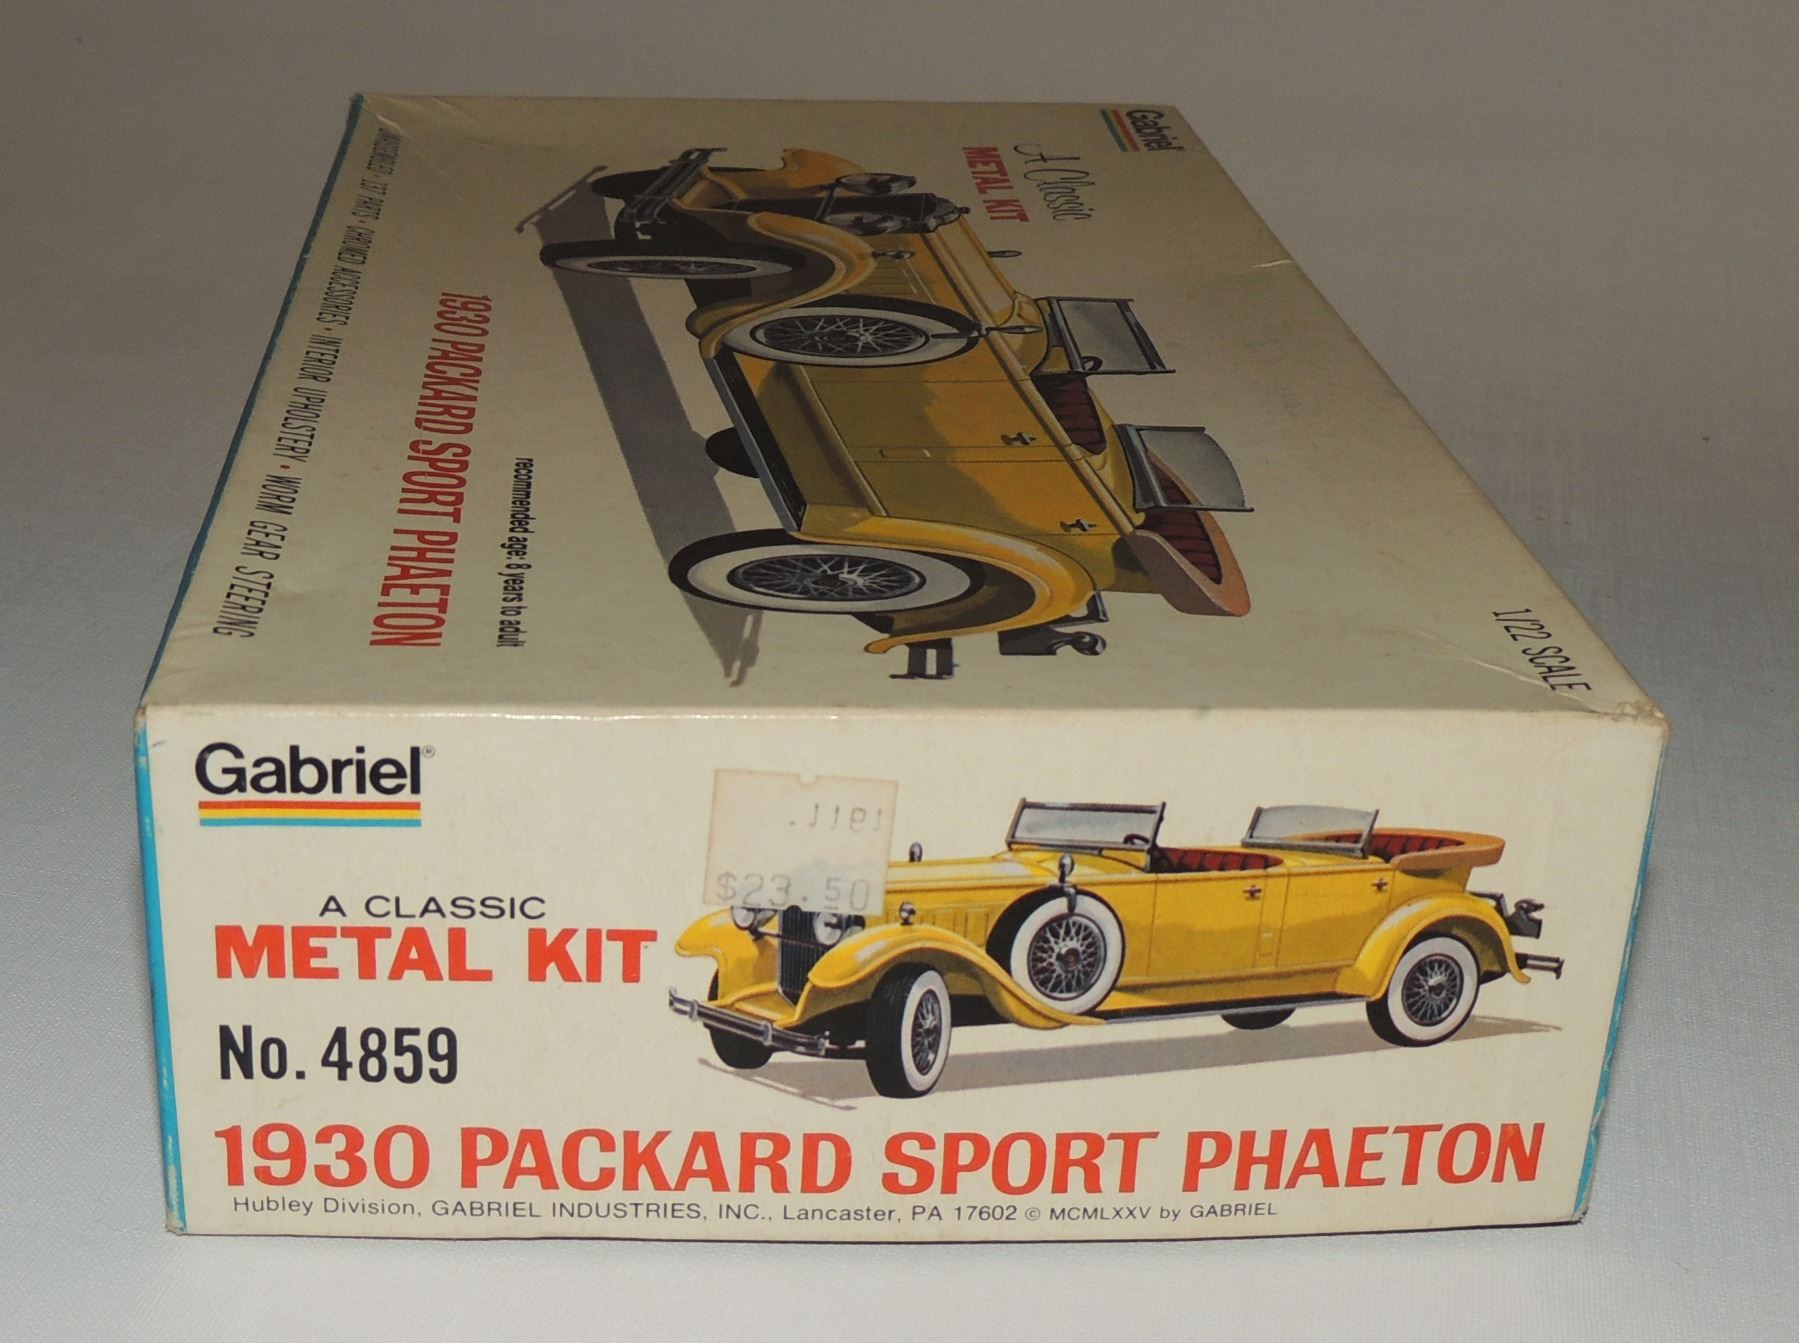 Gabriel
A Classic
METAL KIT
1/22 SCALE
recommended age: 8 years to adult
1930 PACKARD SPORT PHAETON
UNASSEMBLED • 137 PARTS • CHROMED ACCESSORIES • INTERIOR UPHOLSTERY • WORM GEAR STEERING
Gabriel®
$23.50
A CLASSIC
METAL KIT
No. 4859
1930 PACKARD SPORT PHAETON
Hubley Division, GABRIEL INDUSTRIES, INC., Lancaster, PA 17602 © MCMLXXV by GABRIEL